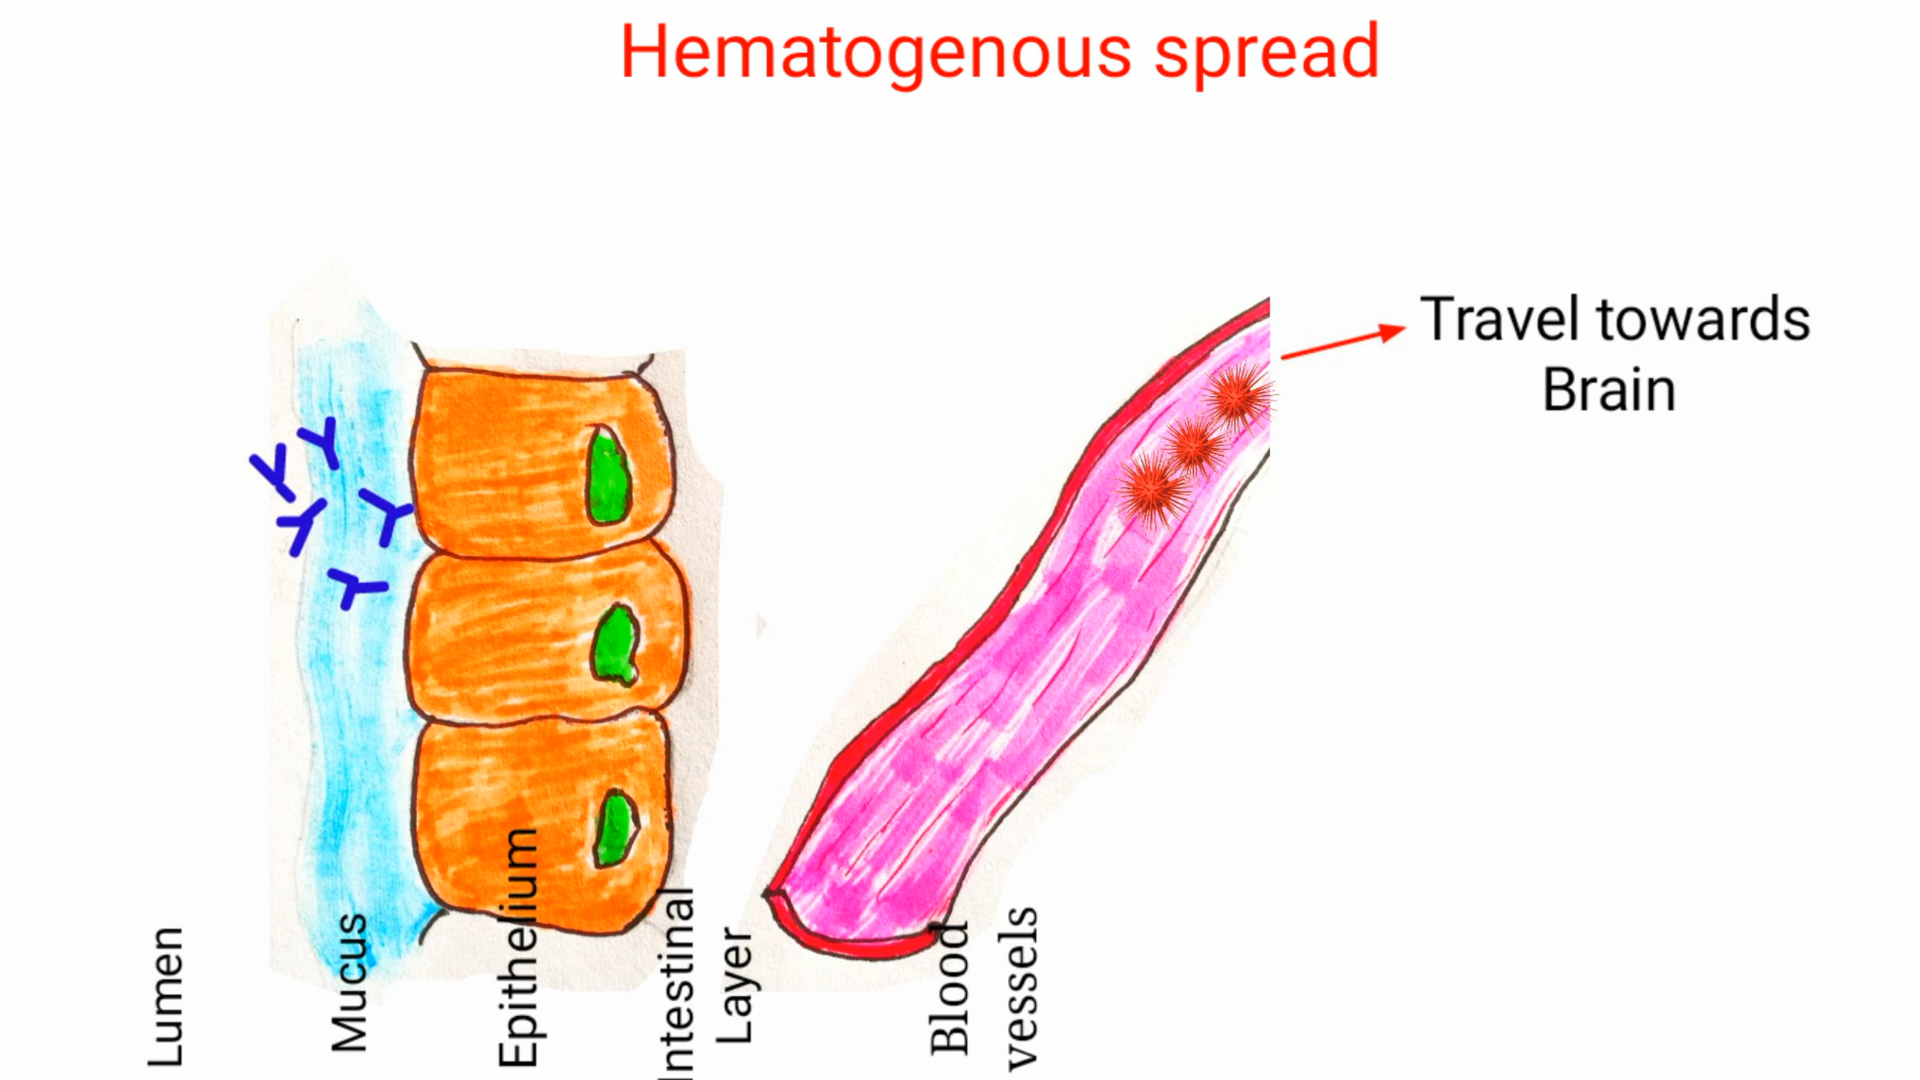 Hematogenous spread
Travel towards
Brain
Lumen
Mucus
Epithelium
Intestinal
Layer
Blood
vessels